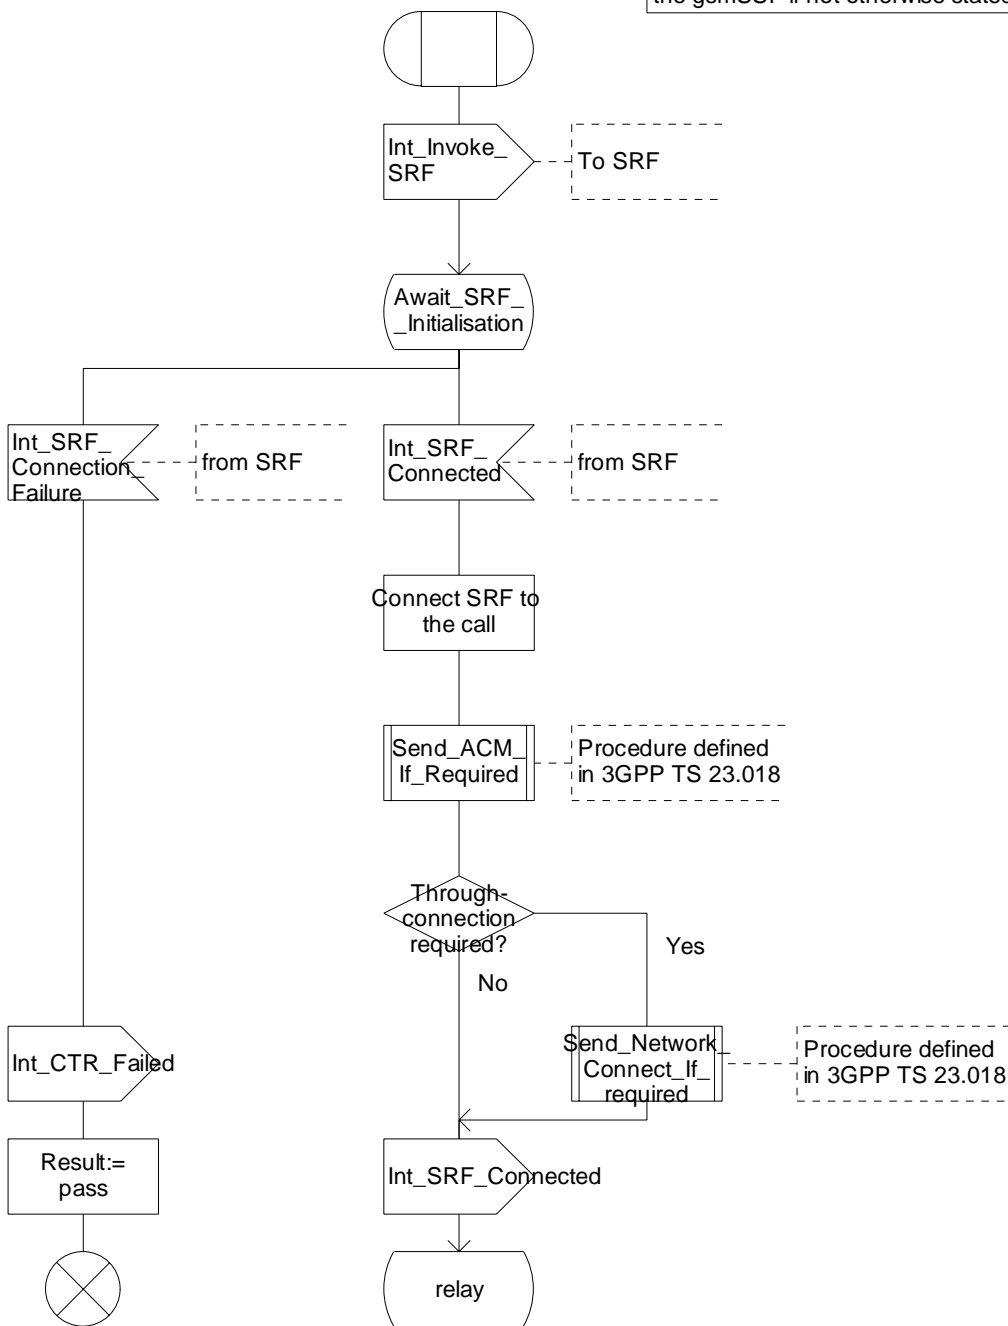 the gsmSSF if not otherwise stated
Int_Invoke_
SRF
To SRF
Await_SRF_
_Initialisation
Int_SRF_
Connection_
Failure
from SRF
Int_SRF_
Connected
from SRF
Connect SRF to
the call
Send_ACM_
If_Required
Procedure defined
in 3GPP TS 23.018
Through-
connection
required?
Yes
No
Int_CTR_Failed
Send_Network_
Connect_If_
required
Procedure defined
in 3GPP TS 23.018
Result:=
pass
Int_SRF_Connected
relay